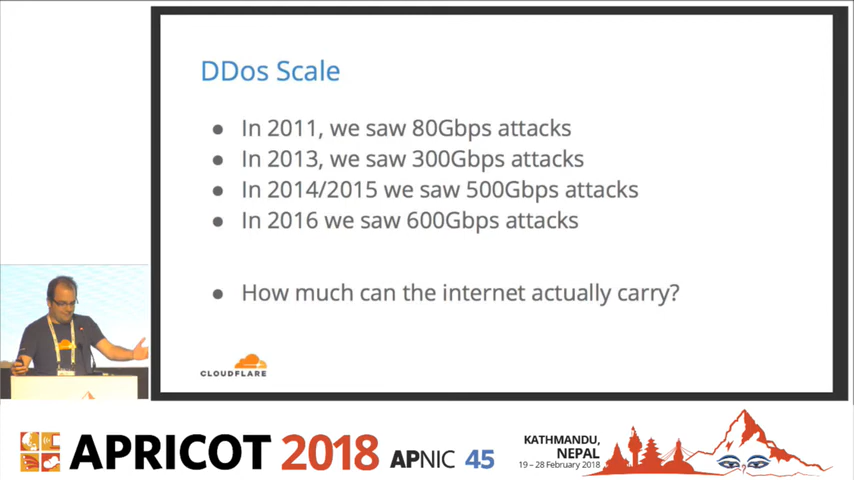 DDos Scale
● In 2011, we saw 80Gbps attacks
● In 2013, we saw 300Gbps attacks
● In 2014/2015 we saw 500Gbps attacks
● In 2016 we saw 600Gbps attacks
● How much can the internet actually carry?
CLOUDFLARE
APRICOT 2018
APNIC 45
KATHMANDU,
NEPAL
19 – 28 February 2018